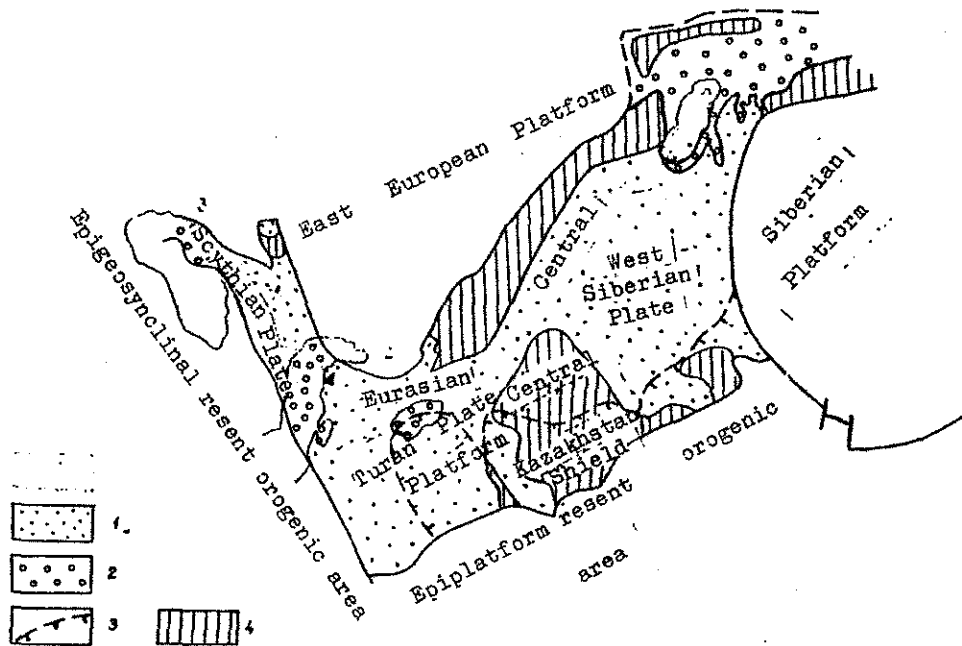 East European Platform
Siberian
Platform
Central
West
Siberian
Plate
Scythian Plate
Epigeosynclinal resent orogenic area
Eurasian
Turan Plate
Platform
Central
Kazakhstan
Shield
Epiplatform resent orogenic
area
1
2
3
4